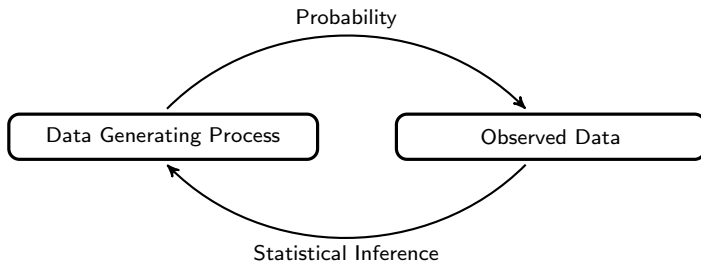 Probability
Data Generating Process
Observed Data
Statistical Inference